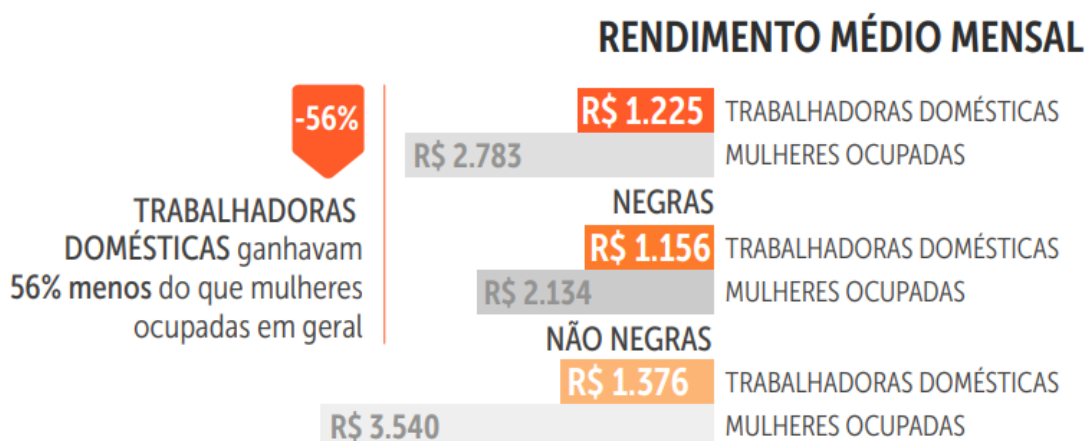 RENDIMENTO MÉDIO MENSAL
-56%
TRABALHADORAS
DOMÉSTICAS ganhavam
56% menos do que mulheres
ocupadas em geral
R$ 1.225 TRABALHADORAS DOMÉSTICAS
R$ 2.783 MULHERES OCUPADAS
NEGRAS
R$ 1.156 TRABALHADORAS DOMÉSTICAS
R$ 2.134 MULHERES OCUPADAS
NÃO NEGRAS
R$ 1.376 TRABALHADORAS DOMÉSTICAS
R$ 3.540 MULHERES OCUPADAS